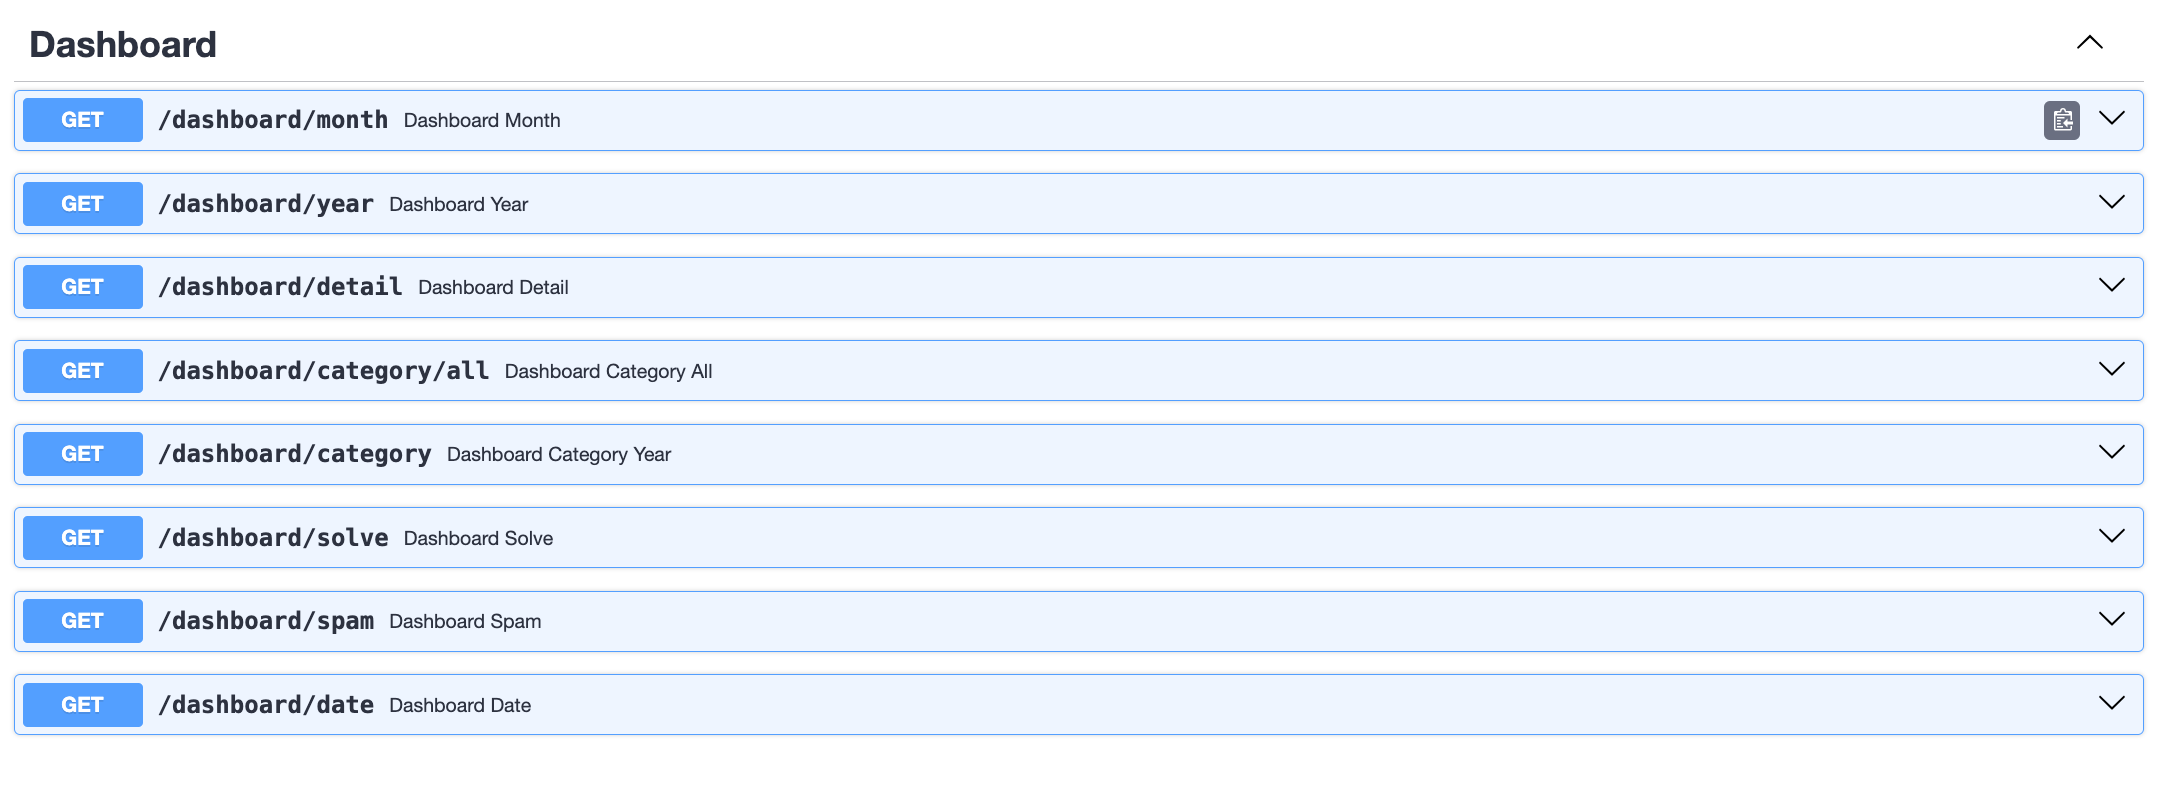 Dashboard
GET /dashboard/month Dashboard Month
GET /dashboard/year Dashboard Year
GET /dashboard/detail Dashboard Detail
GET /dashboard/category/all Dashboard Category All
GET /dashboard/category Dashboard Category Year
GET /dashboard/solve Dashboard Solve
GET /dashboard/spam Dashboard Spam
GET /dashboard/date Dashboard Date